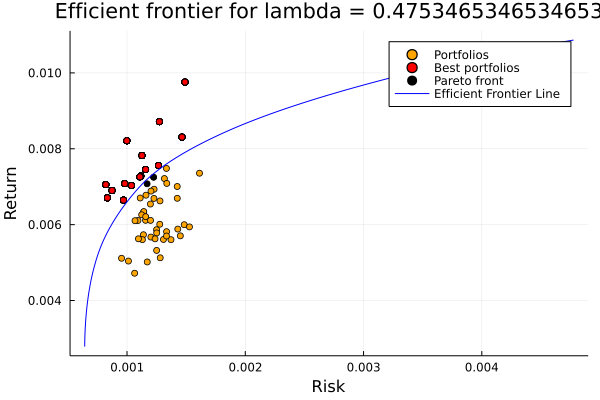 Efficient frontier for lambda = 0.4753465346534653
Portfolios
Best portfolios
Pareto front
Efficient Frontier Line
0.010
0.008
0.006
0.004
Return
0.001 0.002 0.003 0.004
Risk